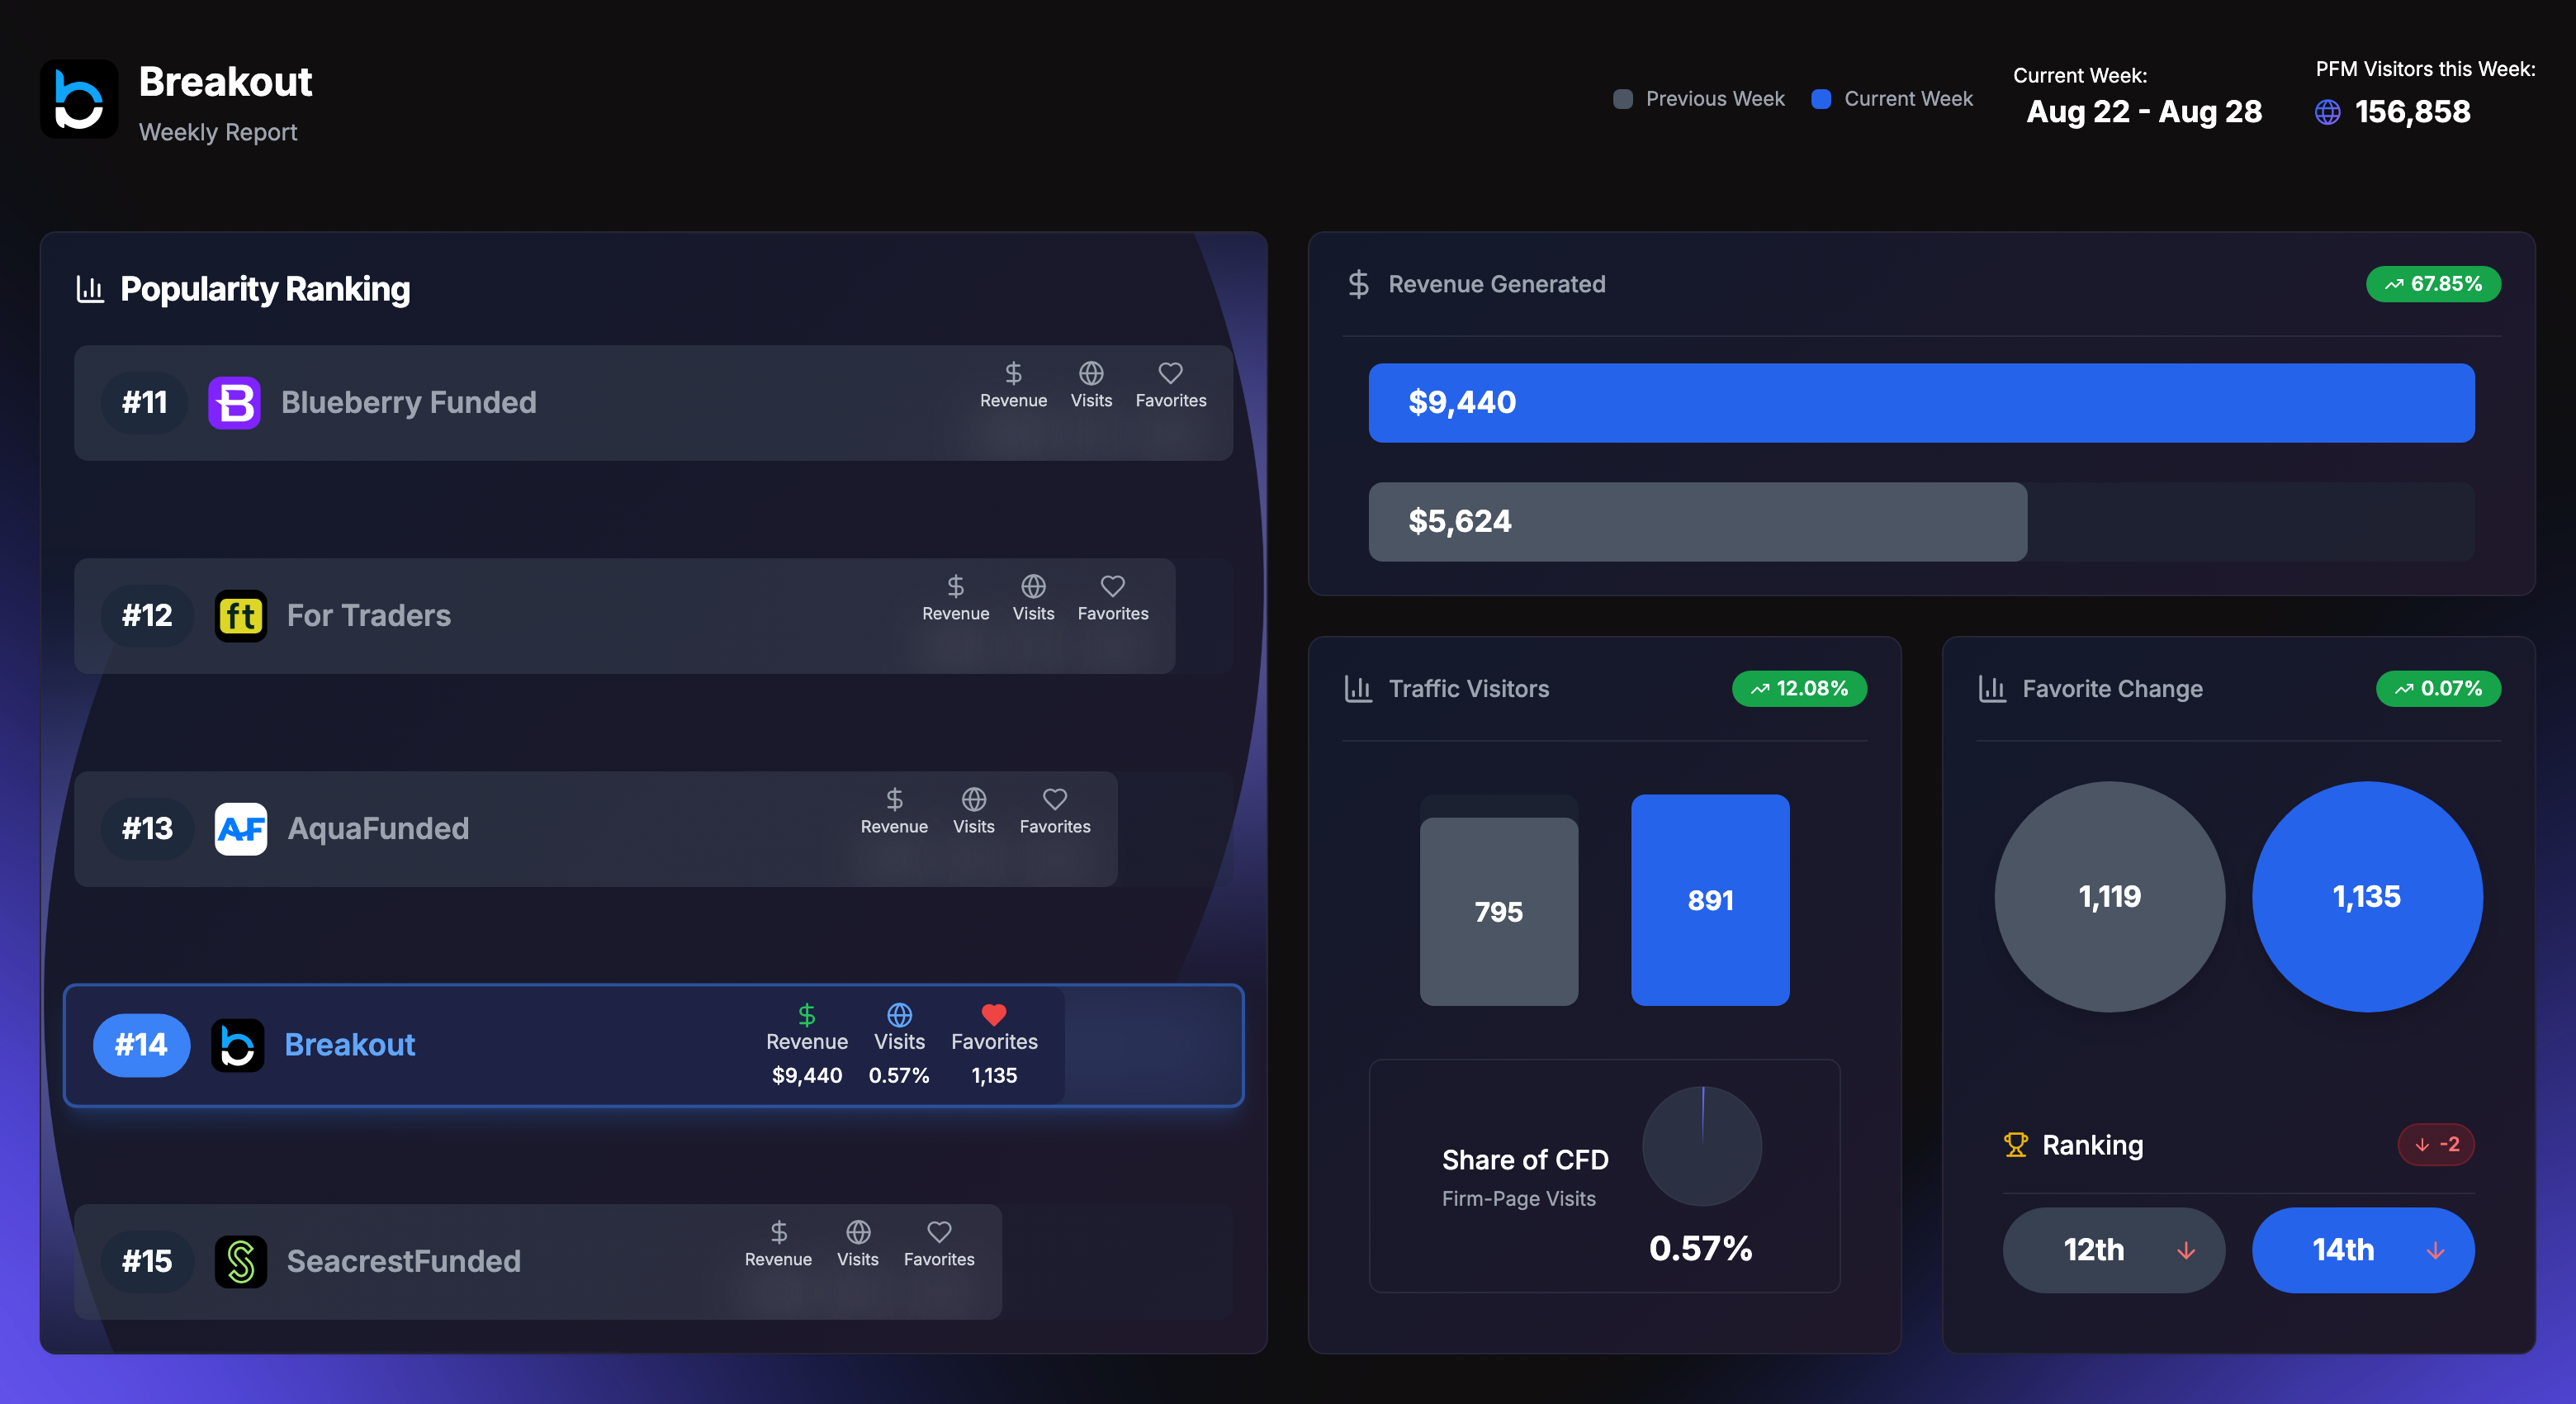 Breakout
Weekly Report
Previous Week
Current Week
Current Week:
Aug 22 - Aug 28
PFM Visitors this Week:
156,858
Popularity Ranking
#11
Blueberry Funded
Revenue Visits Favorites
#12
ft
For Traders
Revenue Visits Favorites
#13
AF
AquaFunded
Revenue Visits Favorites
#14
Breakout
Revenue Visits Favorites
$9,440 0.57% 1,135
#15
SeacrestFunded
Revenue Visits Favorites
Revenue Generated
67.85%
$9,440
$5,624
Traffic Visitors
12.08%
795
891
Share of CFD
Firm-Page Visits
0.57%
Favorite Change
0.07%
1,119
1,135
Ranking
-2
12th
14th